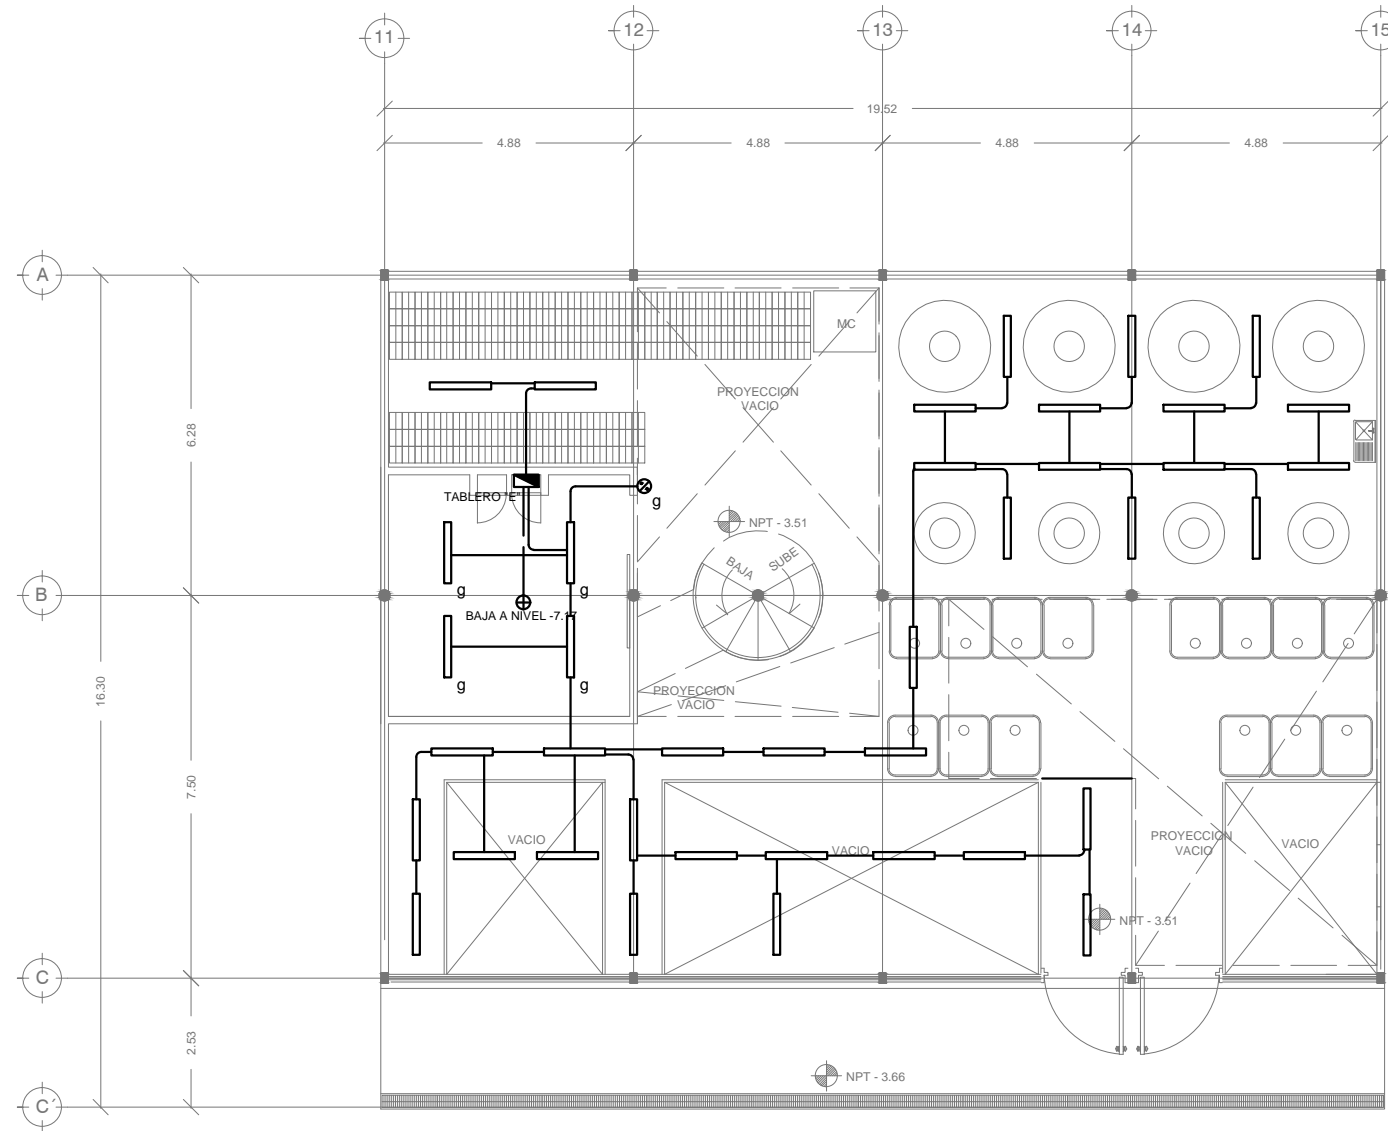 11
12
13
14
15
19.52
4.88
4.88
4.88
4.88
A
MC
PROYECCION
VACIO
6.28
TABLERO "E"
g
NPT - 3.51
BAJA
SUBE
g
g
B
BAJA A NIVEL -7.17
g
g
PROYECCION
VACIO
16.30
7.50
VACIO
VACIO
PROYECCION
VACIO
VACIO
NPT - 3.51
C
2.53
NPT - 3.66
C´